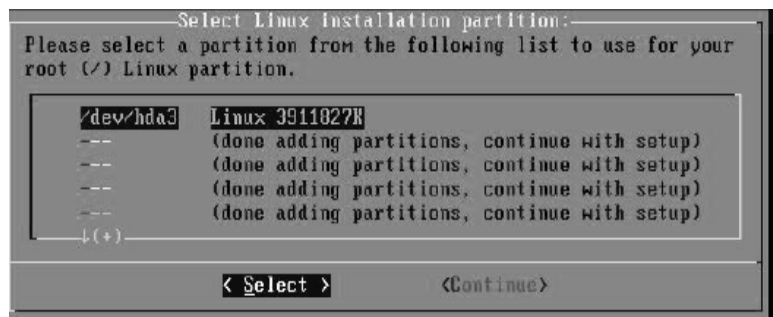 Select Linux installation partition:
Please select a partition from the following list to use for your
root (/) Linux partition.
/dev/hda3 Linux 3911827K
--- (done adding partitions, continue with setup)
--- (done adding partitions, continue with setup)
--- (done adding partitions, continue with setup)
--- (done adding partitions, continue with setup)
↓(+)
< Select > <Continue>